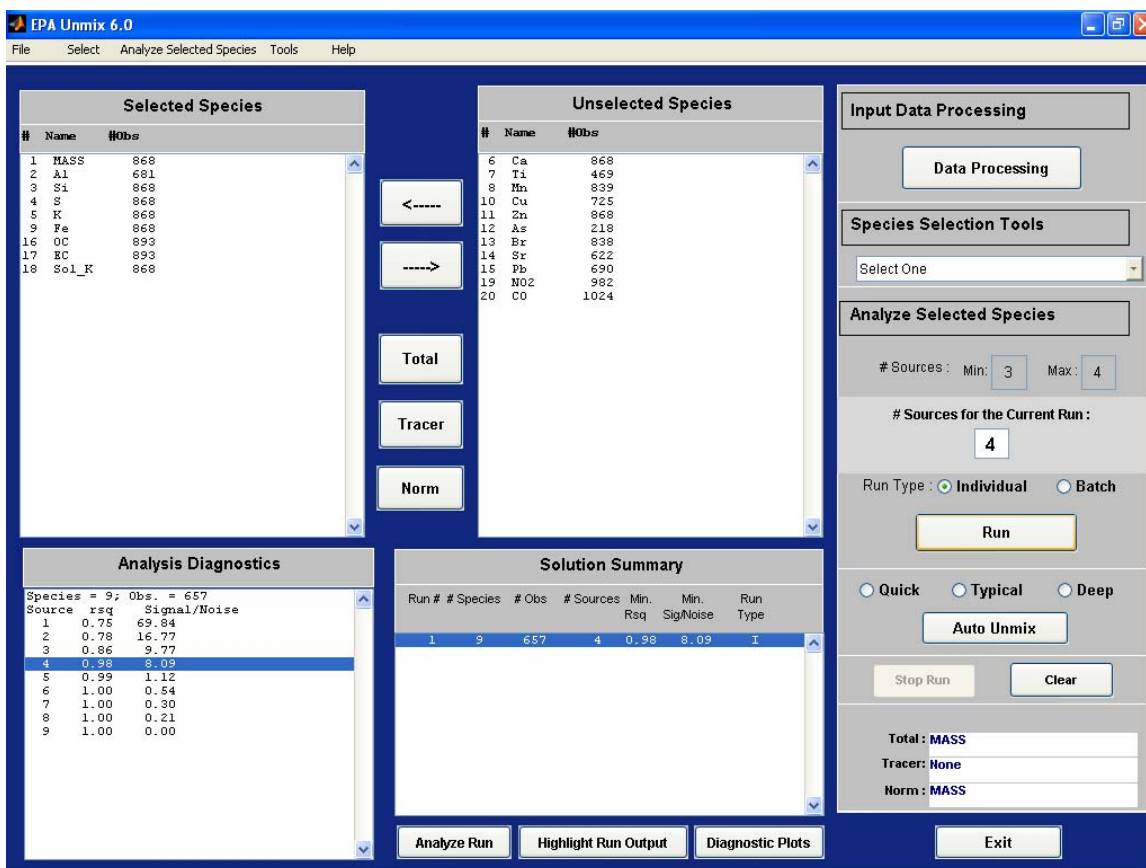 EPA Unmix 6.0
File Select Analyze Selected Species Tools Help
Selected Species
# Name #Obs
1 MASS 868
2 Al 681
3 Si 868
4 S 868
5 K 868
9 Fe 868
16 OC 893
17 EC 893
18 Sol_K 868
<-----
----->
Total
Tracer
Norm
Unselected Species
# Name #Obs
6 Ca 868
7 Ti 469
8 Mn 839
10 Cu 725
11 Zn 868
12 As 218
13 Br 838
14 Sr 622
15 Pb 690
19 NO2 982
20 CO 1024
Input Data Processing
Data Processing
Species Selection Tools
Select One
Analyze Selected Species
# Sources : Min: 3 Max : 4
# Sources for the Current Run :
4
Run Type : Individual Batch
Run
Quick Typical Deep
Auto Unmix
Stop Run Clear
Total : MASS
Tracer: None
Norm : MASS
Analysis Diagnostics
Species = 9; Obs. = 657
Source rsq Signal/Noise
1 0.75 69.84
2 0.78 16.77
3 0.86 9.77
4 0.98 8.09
5 0.99 1.12
6 1.00 0.54
7 1.00 0.30
8 1.00 0.21
9 1.00 0.00
Solution Summary
Run # # Species # Obs # Sources Min. Min. Run
Rsq Sig/Noise Type
1 9 657 4 0.98 8.09 I
Analyze Run Highlight Run Output Diagnostic Plots
Exit